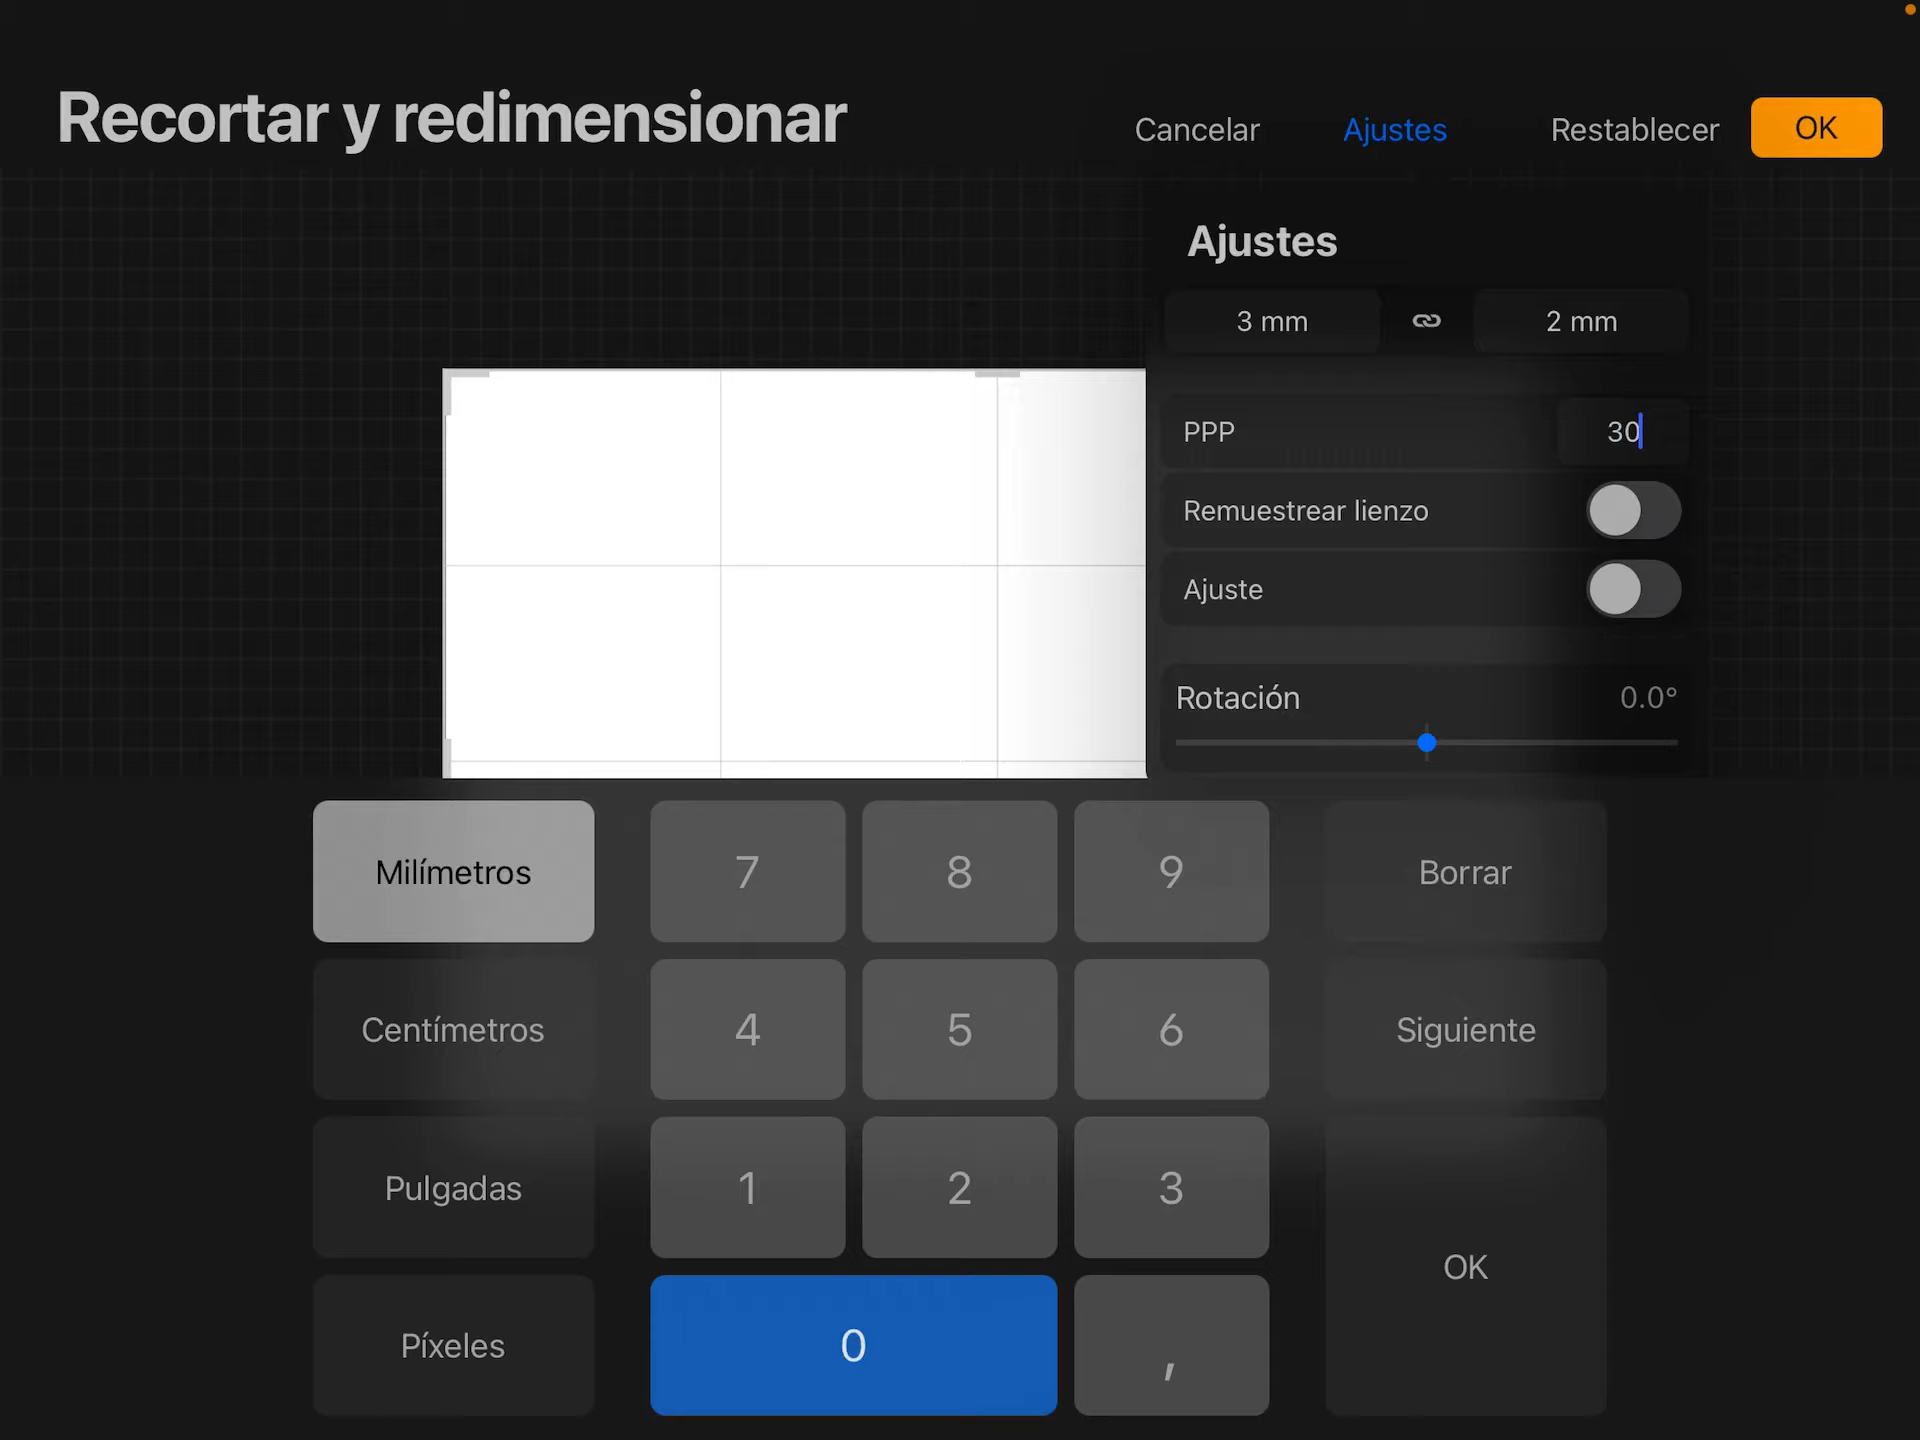 Recortar y redimensionar
Cancelar
Ajustes
Restablecer
OK
Ajustes
3 mm
2 mm
PPP
30
Remuestrear lienzo
Ajuste
Rotación
0.0°
Milímetros
7
8
9
Borrar
Centímetros
4
5
6
Siguiente
Pulgadas
1
2
3
OK
Píxeles
0
,